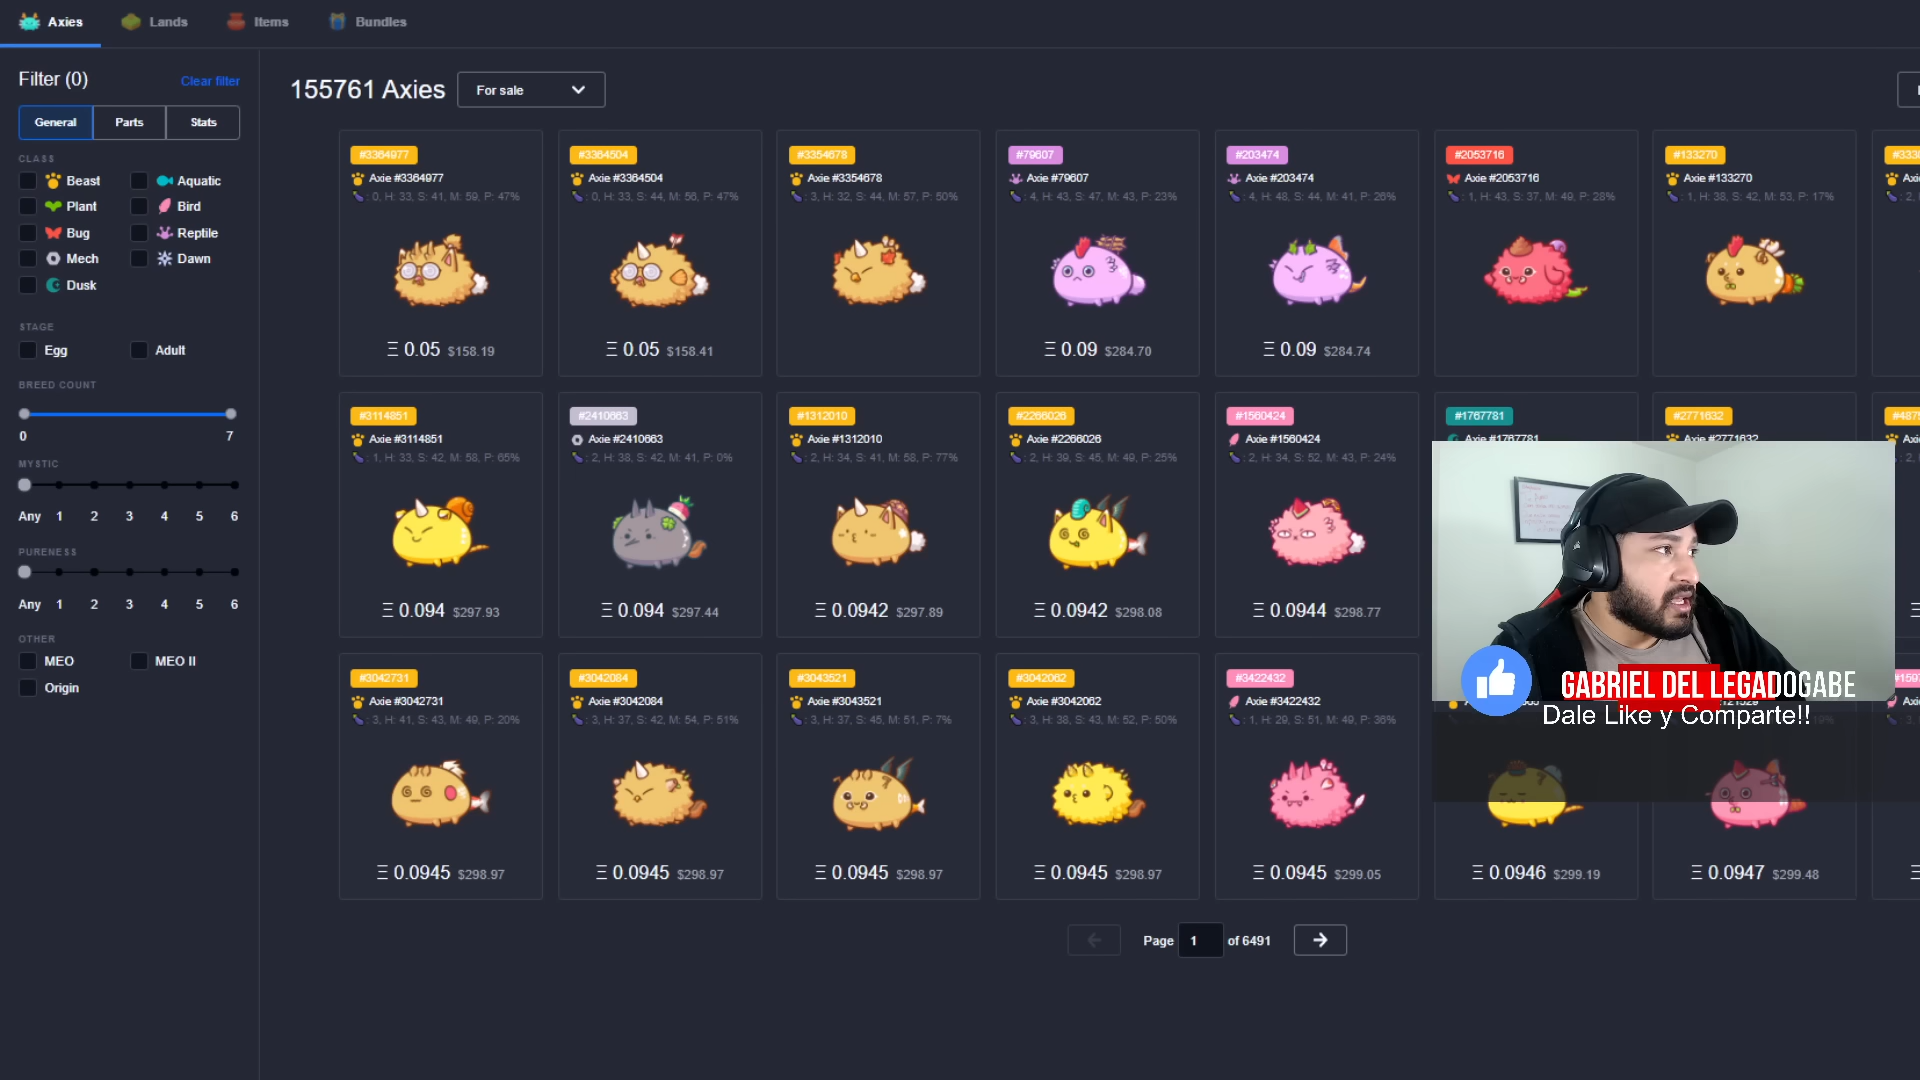 Axies Lands Items Bundles
Filter (0) Clear filter
155761 Axies For sale
General Parts Stats
CLASS
Beast Aquatic
Plant Bird
Bug Reptile
Mech Dawn
Dusk
STAGE
Egg Adult
BREED COUNT
0 7
MYSTIC
Any 1 2 3 4 5 6
PURENESS
Any 1 2 3 4 5 6
OTHER
MEO MEO II
Origin
#3364977 #3364504 #3354678 #79607 #203474 #2053716 #133270
Axie #3364977 Axie #3364504 Axie #3354678 Axie #79607 Axie #203474 Axie #2053716 Axie #133270
: 0, H: 33, S: 41, M: 59, P: 47% : 0, H: 33, S: 44, M: 56, P: 47% : 3, H: 32, S: 44, M: 57, P: 50% : 4, H: 43, S: 47, M: 43, P: 23% : 4, H: 48, S: 44, M: 41, P: 26% : 1, H: 43, S: 37, M: 49, P: 28% : 1, H: 38, S: 42, M: 53, P: 17%
Ξ 0.05 $158.19 Ξ 0.05 $158.41 Ξ 0.09 $284.70 Ξ 0.09 $284.74
#3114851 #2410663 #1312010 #2266026 #1560424 #1767781 #2771632
Axie #3114851 Axie #2410663 Axie #1312010 Axie #2266026 Axie #1560424 Axie #1767781 Axie #2771632
: 1, H: 33, S: 42, M: 58, P: 65% : 2, H: 38, S: 42, M: 41, P: 0% : 2, H: 34, S: 41, M: 58, P: 77% : 2, H: 39, S: 45, M: 49, P: 25% : 2, H: 34, S: 52, M: 43, P: 24%
Ξ 0.094 $297.93 Ξ 0.094 $297.44 Ξ 0.0942 $297.89 Ξ 0.0942 $298.08 Ξ 0.0944 $298.77
#3042731 #3042084 #3043521 #3042062 #3422432
Axie #3042731 Axie #3042084 Axie #3043521 Axie #3042062 Axie #3422432
: 3, H: 41, S: 43, M: 49, P: 20% : 3, H: 37, S: 42, M: 54, P: 51% : 3, H: 37, S: 45, M: 51, P: 7% : 3, H: 38, S: 43, M: 52, P: 50% : 1, H: 29, S: 51, M: 49, P: 36%
GABRIEL DEL LEGADOGABE
Dale Like y Comparte!!
Ξ 0.0945 $298.97 Ξ 0.0945 $298.97 Ξ 0.0945 $298.97 Ξ 0.0945 $298.97 Ξ 0.0945 $299.05 Ξ 0.0946 $299.19 Ξ 0.0947 $299.48
Page 1 of 6491